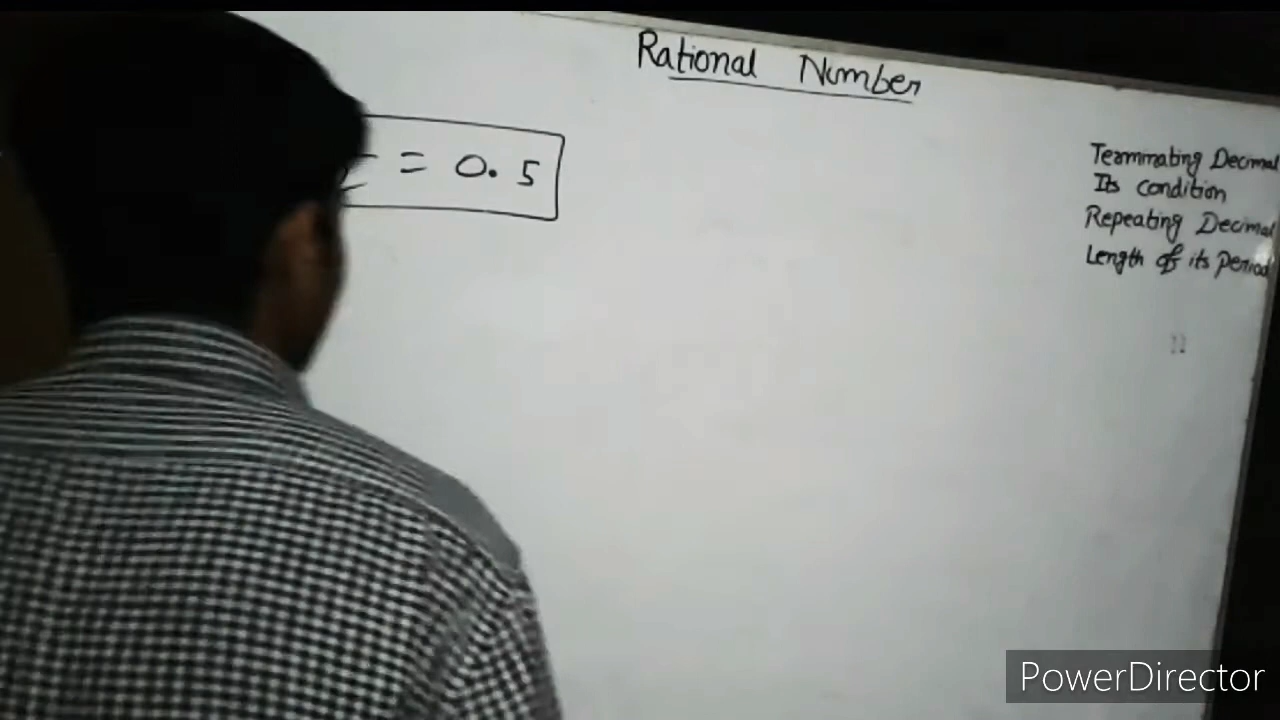 Rational Number
= 0.5
Terminating Decimal
Its condition
Repeating Decimal
Length of its Period
PowerDirector